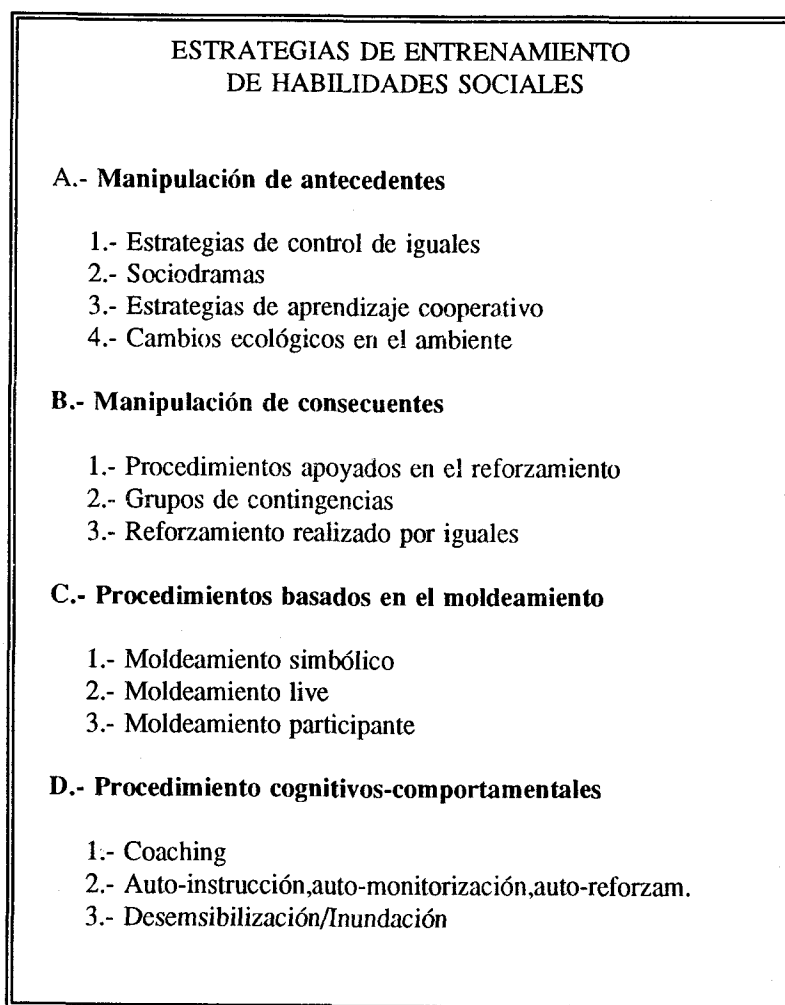 ESTRATEGIAS DE ENTRENAMIENTO
DE HABILIDADES SOCIALES
A.- Manipulación de antecedentes
1.- Estrategias de control de iguales
2.- Sociodramas
3.- Estrategias de aprendizaje cooperativo
4.- Cambios ecológicos en el ambiente
B.- Manipulación de consecuentes
1.- Procedimientos apoyados en el reforzamiento
2.- Grupos de contingencias
3.- Reforzamiento realizado por iguales
C.- Procedimientos basados en el moldeamiento
1.- Moldeamiento simbólico
2.- Moldeamiento live
3.- Moldeamiento participante
D.- Procedimiento cognitivos-comportamentales
1.- Coaching
2.- Auto-instrucción,auto-monitorización,auto-reforzam.
3.- Desemsibilización/Inundación